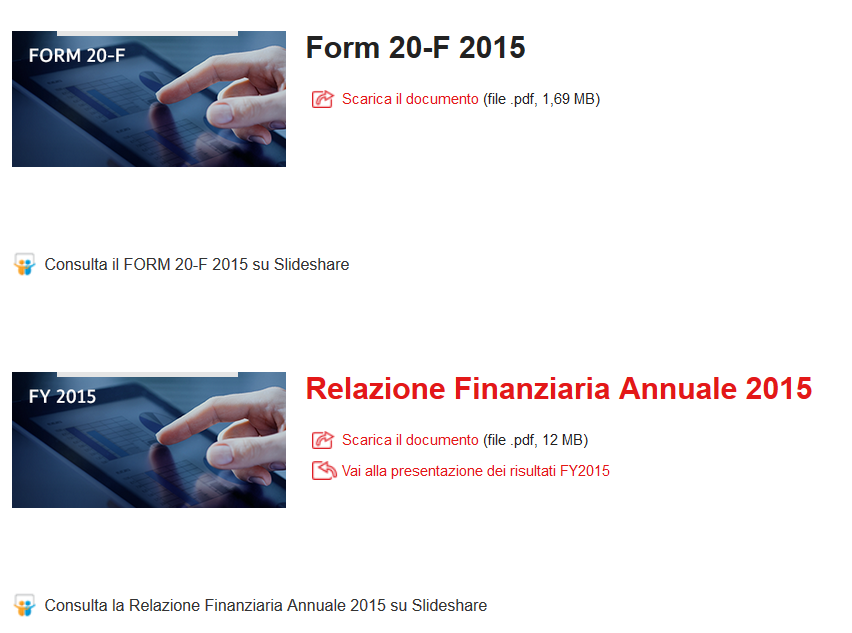 FORM 20-F
Form 20-F 2015
Scarica il documento (file .pdf, 1,69 MB)
Consulta il FORM 20-F 2015 su Slideshare
FY 2015
Relazione Finanziaria Annuale 2015
Scarica il documento (file .pdf, 12 MB)
Vai alla presentazione dei risultati FY2015
Consulta la Relazione Finanziaria Annuale 2015 su Slideshare